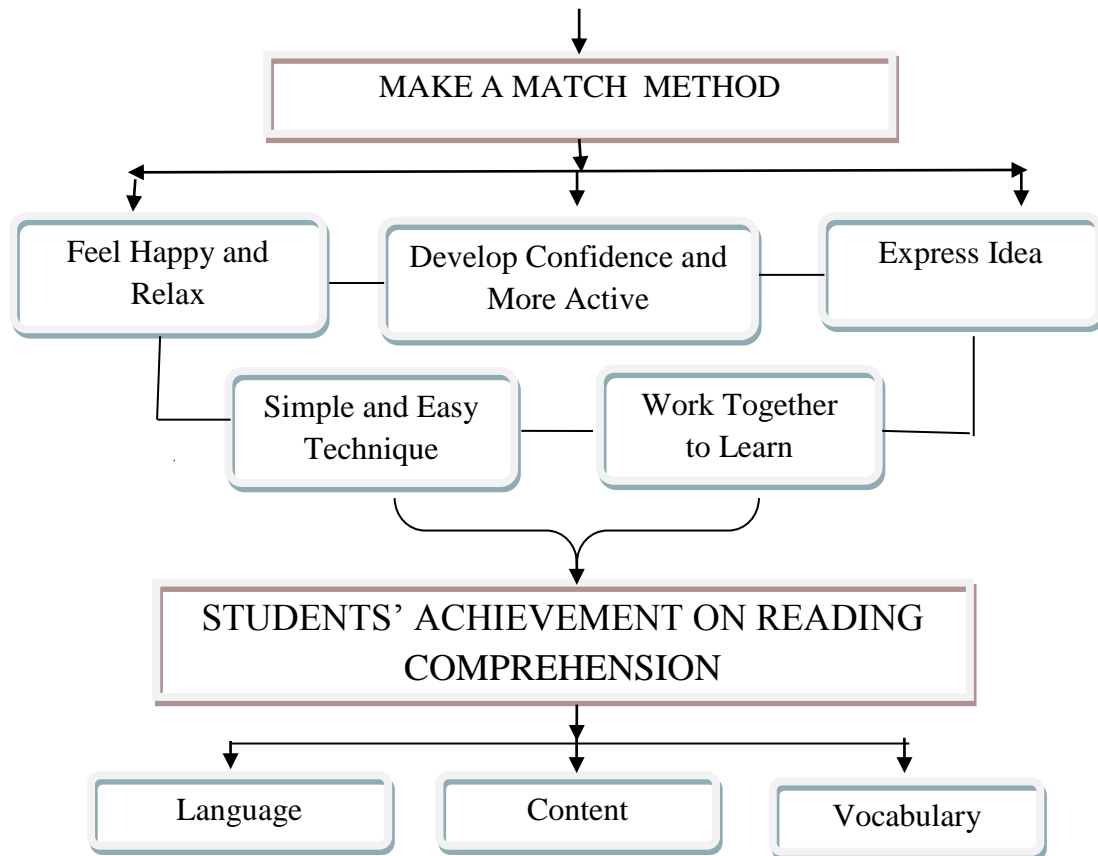 MAKE A MATCH METHOD
Feel Happy and
Relax
Develop Confidence and
More Active
Express Idea
Simple and Easy
Technique
Work Together
to Learn
STUDENTS’ ACHIEVEMENT ON READING
COMPREHENSION
Language
Content
Vocabulary